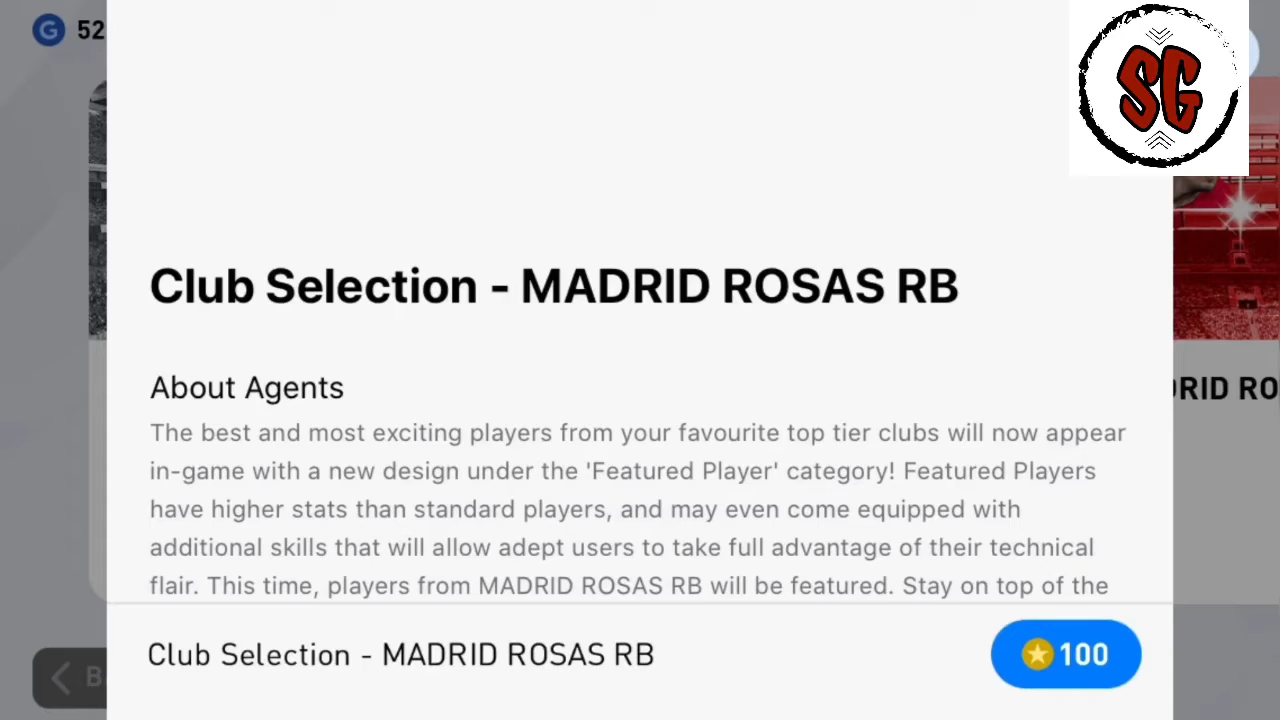 52
SG
Club Selection - MADRID ROSAS RB
About Agents
The best and most exciting players from your favourite top tier clubs will now appear
in-game with a new design under the 'Featured Player' category! Featured Players
have higher stats than standard players, and may even come equipped with
additional skills that will allow adept users to take full advantage of their technical
flair. This time, players from MADRID ROSAS RB will be featured. Stay on top of the
Club Selection - MADRID ROSAS RB
100